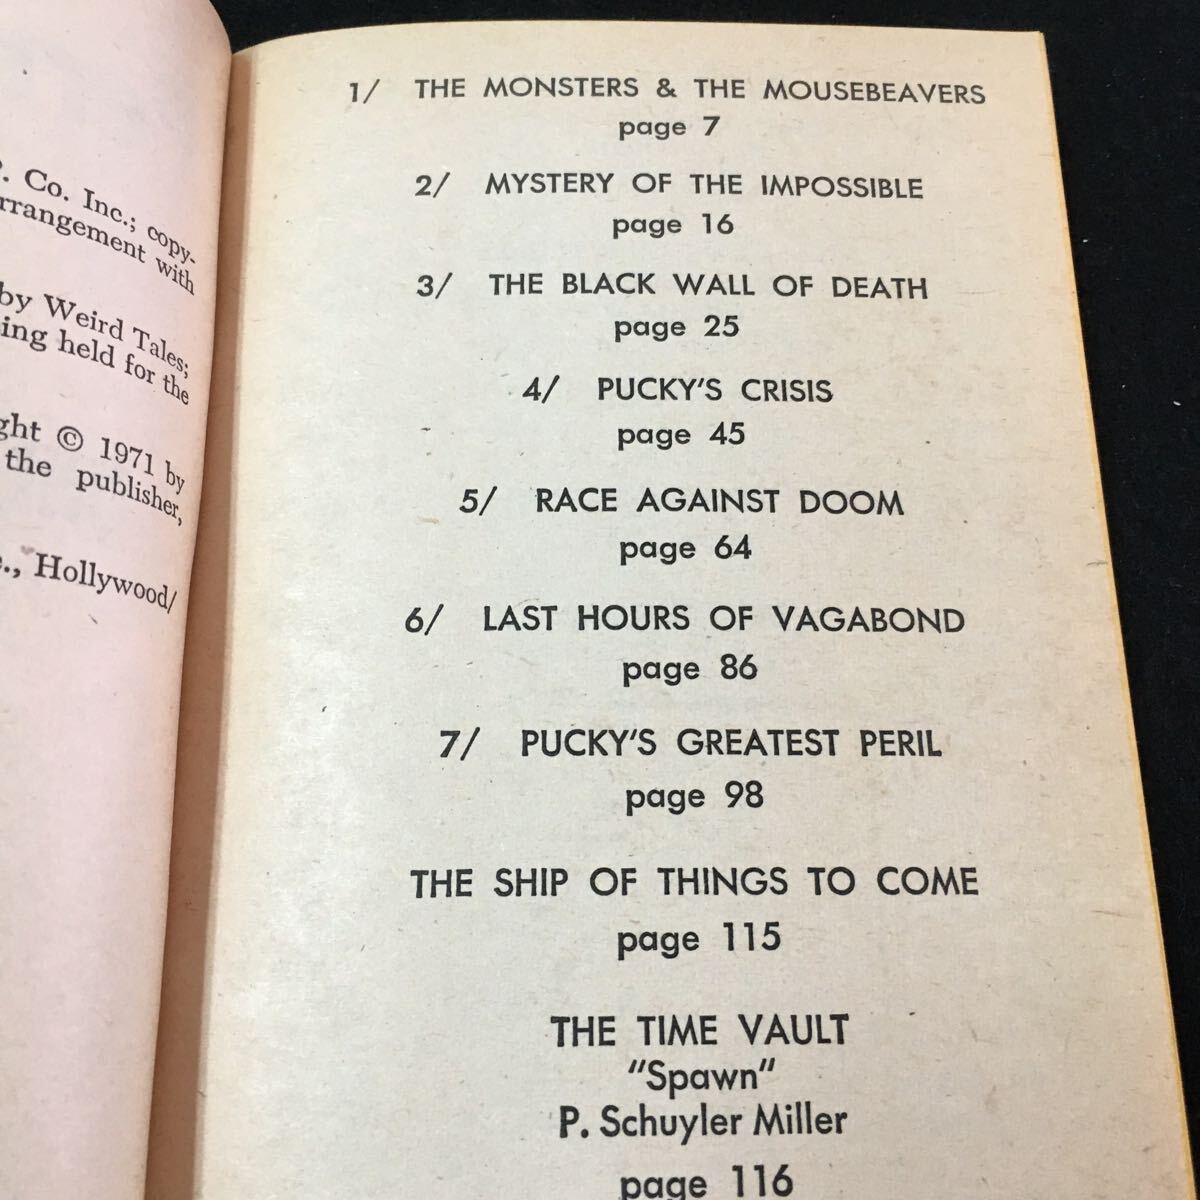 Co. Inc.; copy-
rrangement with
by Weird Tales;
ing held for the
ght © 1971 by
the publisher,
Hollywood/
1/ THE MONSTERS & THE MOUSEBEAVERS
page 7
2/ MYSTERY OF THE IMPOSSIBLE
page 16
3/ THE BLACK WALL OF DEATH
page 25
4/ PUCKY'S CRISIS
page 45
5/ RACE AGAINST DOOM
page 64
6/ LAST HOURS OF VAGABOND
page 86
7/ PUCKY'S GREATEST PERIL
page 98
THE SHIP OF THINGS TO COME
page 115
THE TIME VAULT
"Spawn"
P. Schuyler Miller
page 116